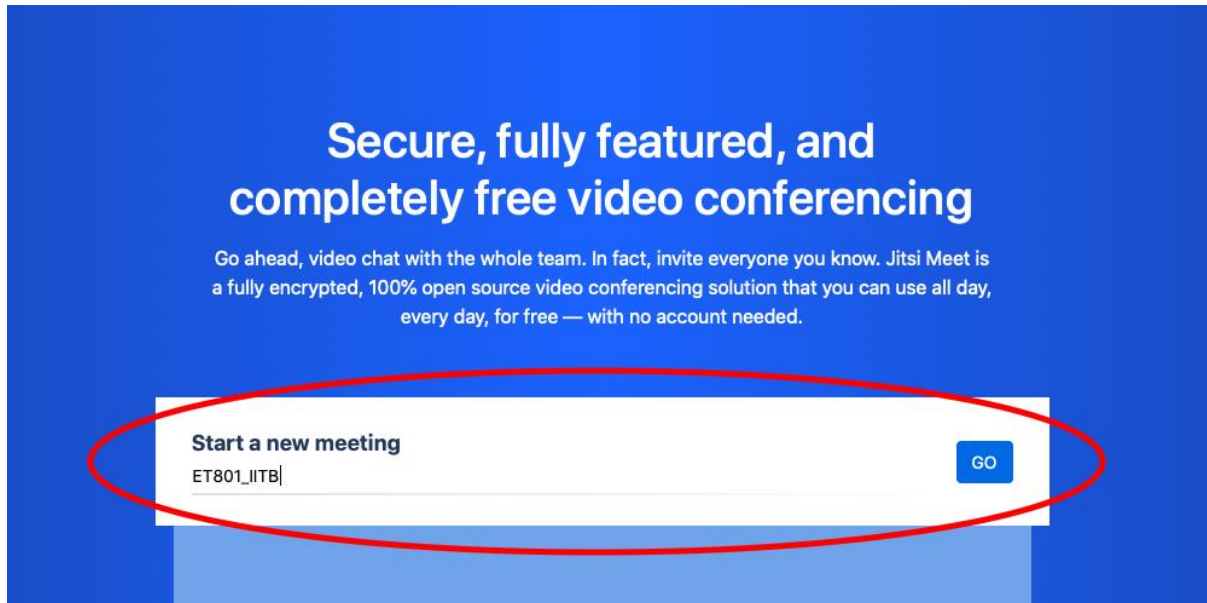 Secure, fully featured, and
completely free video conferencing
Go ahead, video chat with the whole team. In fact, invite everyone you know. Jitsi Meet is
a fully encrypted, 100% open source video conferencing solution that you can use all day,
every day, for free — with no account needed.
Start a new meeting
ET801_IITB
GO